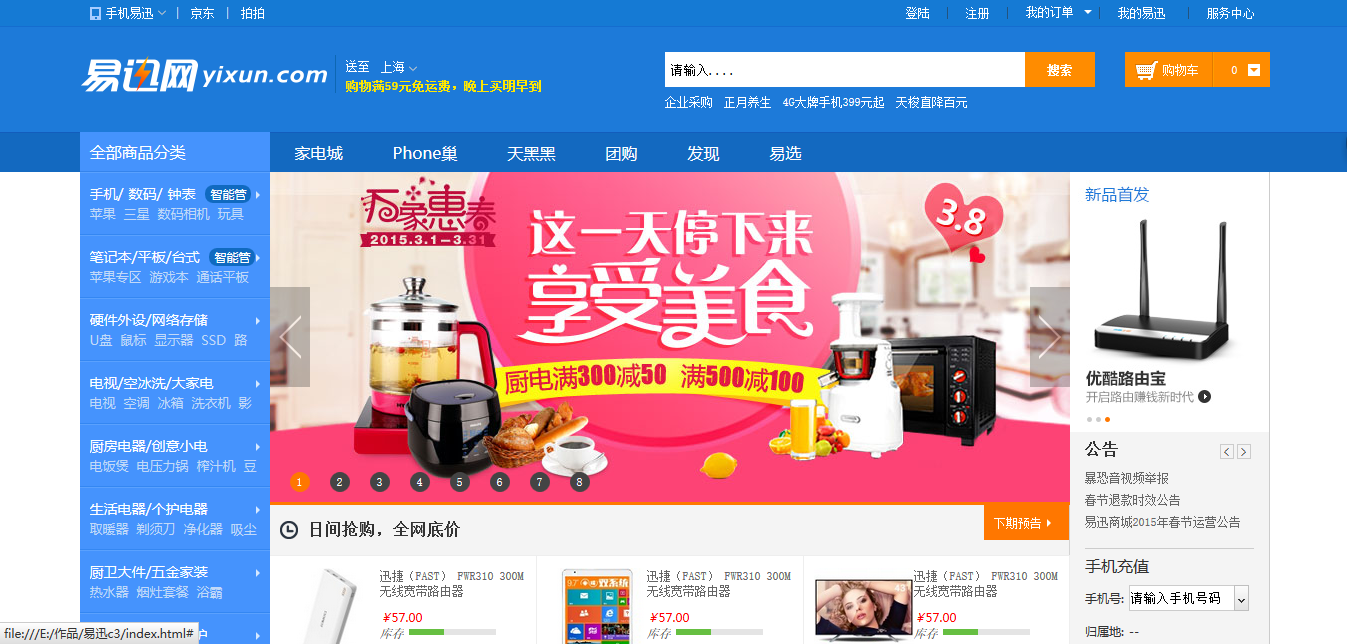 手机易迅 京东 拍拍 登陆 注册 我的订单 我的易迅 服务中心
易迅网 yixun.com
送至 上海
购物满59元免运费，晚上买明早到
请输入.... 搜索
购物车 0
企业采购 正月养生 4G大牌手机399元起 天梭直降百元
全部商品分类 家电城 Phone巢 天黑黑 团购 发现 易选
手机/ 数码/ 钟表 智能营
苹果 三星 数码相机 玩具
笔记本/平板/台式 智能营
苹果专区 游戏本 通话平板
硬件外设/网络存储
U盘 鼠标 显示器 SSD 路
电视/空冰洗/大家电
电视 空调 冰箱 洗衣机 影
厨房电器/创意小电
电饭煲 电压力锅 榨汁机 豆
生活电器/个护电器
取暖器 剃须刀 净化器 吸尘
厨卫大件/五金家装
热水器 烟灶套餐 浴霸
万家惠春
2015.3.1-3.31
这一天停下来
享受美食
3.8
厨电满300减50 满500减100
1 2 3 4 5 6 7 8
新品首发
优酷路由宝
开启路由赚钱新时代
公告
暴恐音视频举报
春节退款时效公告
易迅商城2015年春节运营公告
手机充值
手机号: 请输入手机号码
归属地: --
日间抢购，全网底价 下期预告
迅捷（FAST） FWR310 300M
无线宽带路由器
¥57.00
库存
9.7" 双系统
迅捷（FAST） FWR310 300M
无线宽带路由器
¥57.00
库存
43
迅捷（FAST） FWR310 300M
无线宽带路由器
¥57.00
库存
file:///E:/作品/易迅c3/index.html#